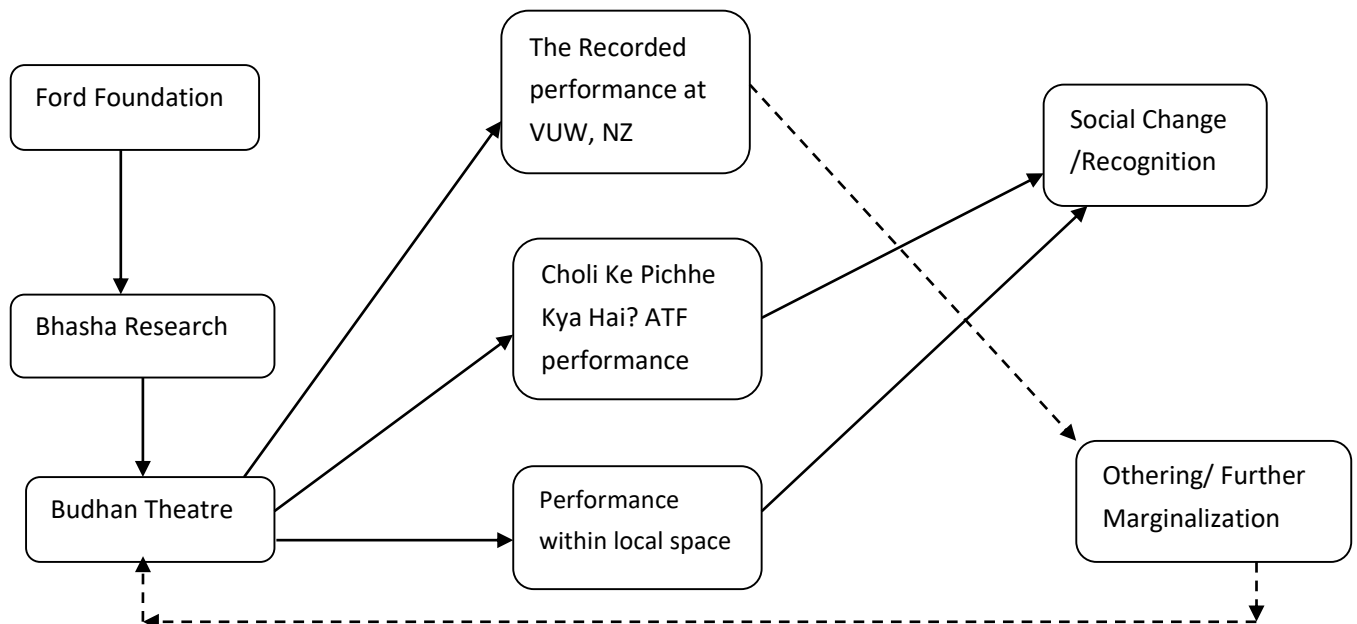 Ford Foundation
Bhasha Research
Budhan Theatre
The Recorded
performance at
VUW, NZ
Choli Ke Pichhe
Kya Hai? ATF
performance
Performance
within local space
Social Change
/Recognition
Othering/ Further
Marginalization